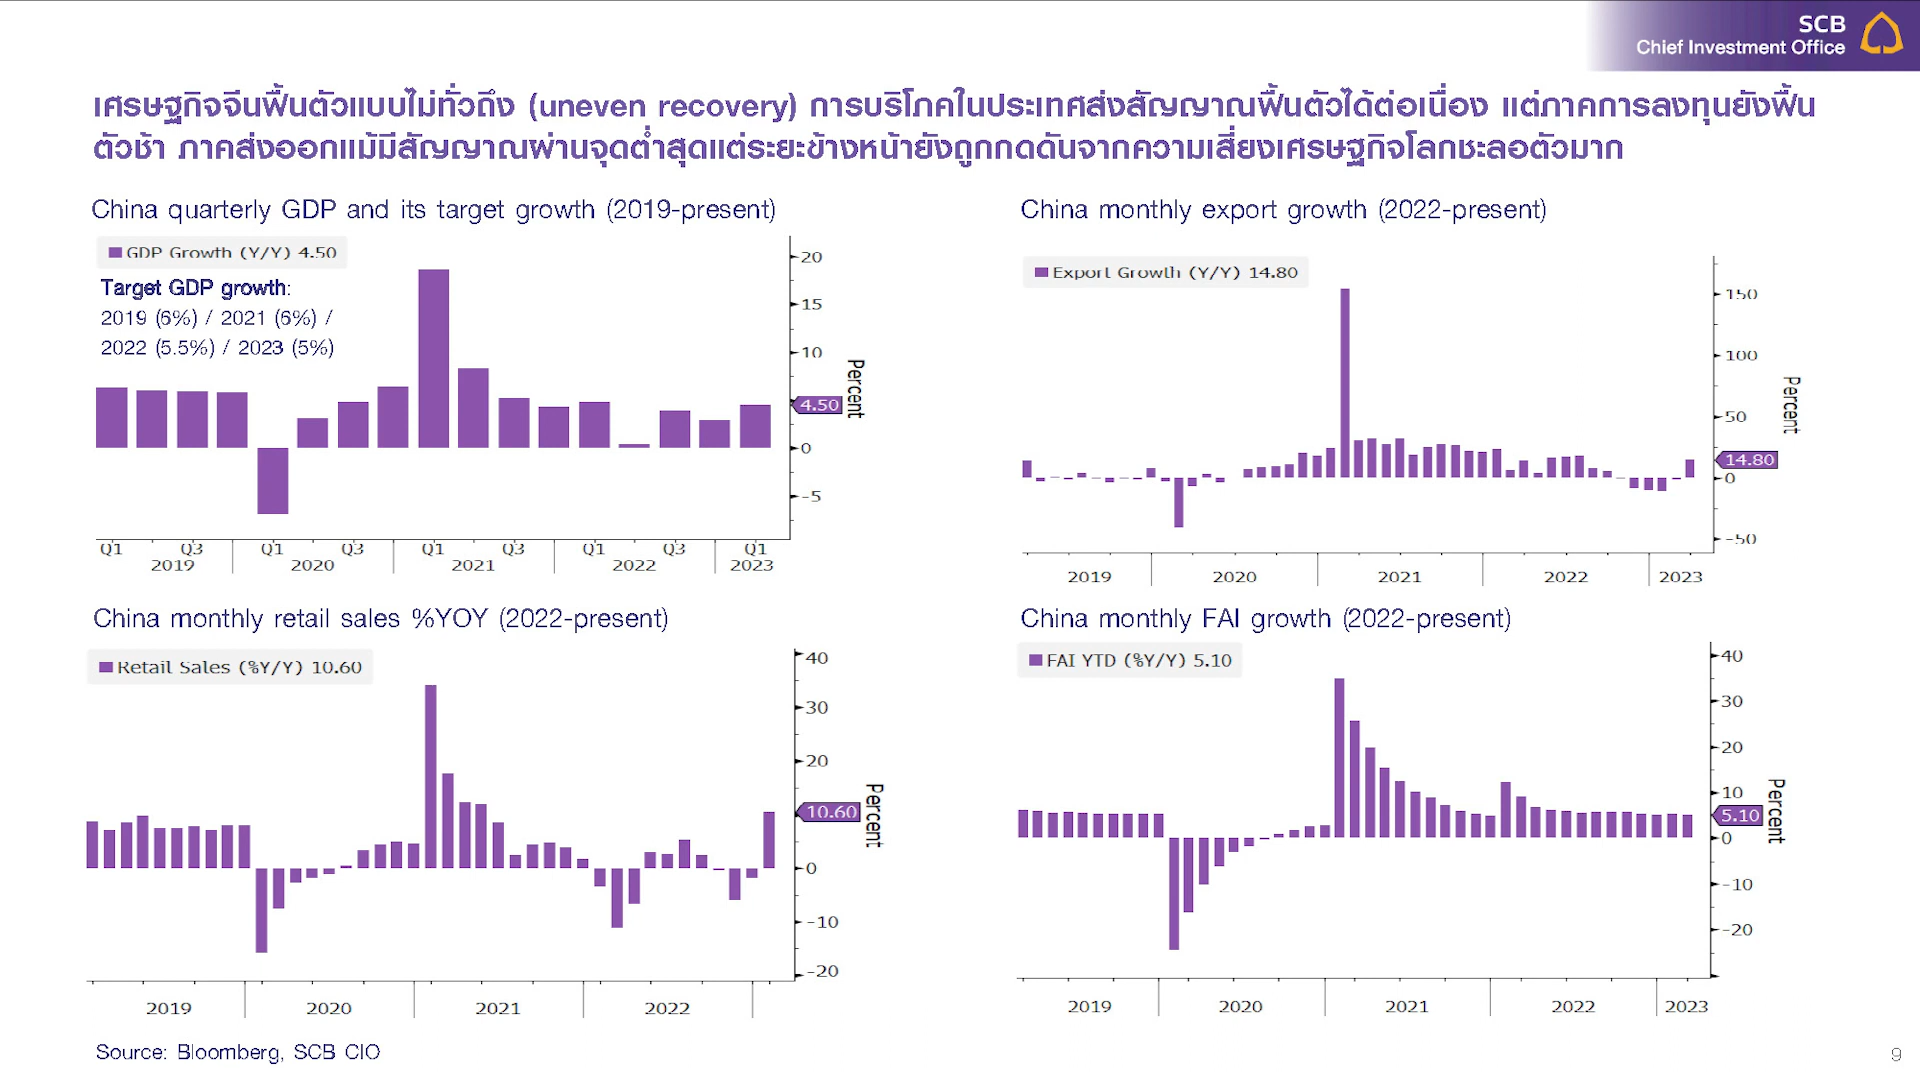 SCB
Chief Investment Office
เศรษฐกิจจีนฟื้นตัวแบบไม่ทั่วถึง (uneven recovery) การบริโภคในประเทศส่งสัญญาณฟื้นตัวได้ต่อเนื่อง แต่ภาคการลงทุนยังฟื้น
ตัวช้า ภาคส่งออกแม้มีสัญญาณผ่านจุดต่ำสุดแต่ระยะข้างหน้ายังถูกกดดันจากความเสี่ยงเศรษฐกิจโลกชะลอตัวมาก
China quarterly GDP and its target growth (2019-present)
GDP Growth (Y/Y) 4.50
Target GDP growth:
2019 (6%) / 2021 (6%) /
2022 (5.5%) / 2023 (5%)
20
15
10
4.50
0
-5
Percent
Q1 Q3 Q1 Q3 Q1 Q3 Q1 Q3 Q1
2019 2020 2021 2022 2023
China monthly export growth (2022-present)
Export Growth (Y/Y) 14.80
150
100
50
14.80
0
-50
Percent
2019 2020 2021 2022 2023
China monthly retail sales %YOY (2022-present)
Retail Sales (%Y/Y) 10.60
40
30
20
10.60
0
-10
-20
Percent
2019 2020 2021 2022
China monthly FAI growth (2022-present)
FAI YTD (%Y/Y) 5.10
40
30
20
10
5.10
0
-10
-20
Percent
2019 2020 2021 2022 2023
Source: Bloomberg, SCB CIO
9